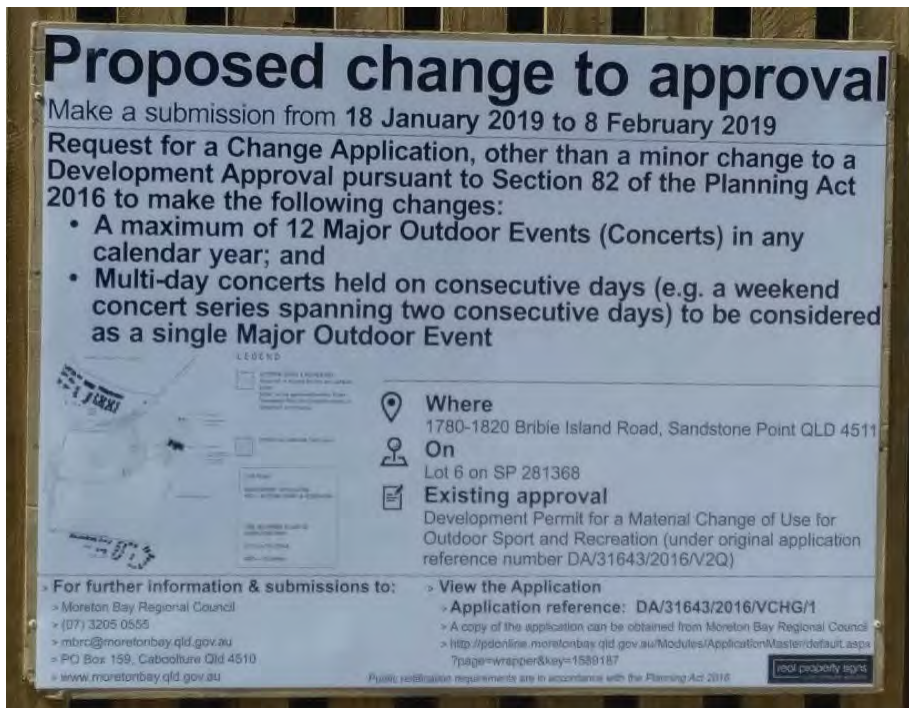 Proposed change to approval
Make a submission from 18 January 2019 to 8 February 2019
Request for a Change Application, other than a minor change to a
Development Approval pursuant to Section 82 of the Planning Act
2016 to make the following changes:
• A maximum of 12 Major Outdoor Events (Concerts) in any
calendar year; and
• Multi-day concerts held on consecutive days (e.g. a weekend
concert series spanning two consecutive days) to be considered
as a single Major Outdoor Event
LEGEND
Where
1780-1820 Bribie Island Road, Sandstone Point QLD 4511
On
Lot 6 on SP 281368
Existing approval
Development Permit for a Material Change of Use for
Outdoor Sport and Recreation (under original application
reference number DA/31643/2016/V2Q)
> For further information & submissions to:
> Moreton Bay Regional Council
> (07) 3205 0555
> mbrc@moretonbay.qld.gov.au
> PO Box 159, Caboolture Qld 4510
> www.moretonbay.qld.gov.au
> View the Application
> Application reference: DA/31643/2016/VCHG/1
> A copy of the application can be obtained from Moreton Bay Regional Council
> http://pdonline.moretonbay.qld.gov.au/Modules/ApplicationMaster/default.aspx
?page=wrapper&key=1589187
Public notification requirements are in accordance with the Planning Act 2016
real property signs